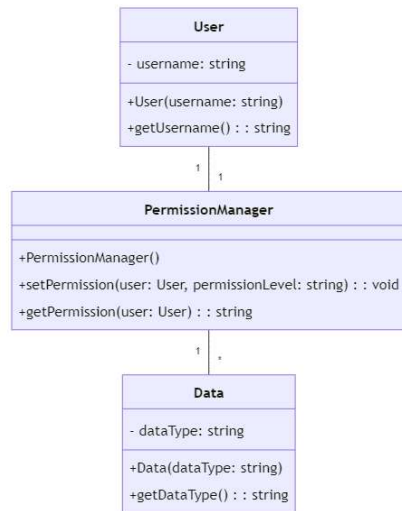 User
- username: string
+User(username: string)
+getUsername() : : string
1
1
PermissionManager
+PermissionManager()
+setPermission(user: User, permissionLevel: string) : : void
+getPermission(user: User) : : string
1
*
Data
- dataType: string
+Data(dataType: string)
+getDataType() : : string